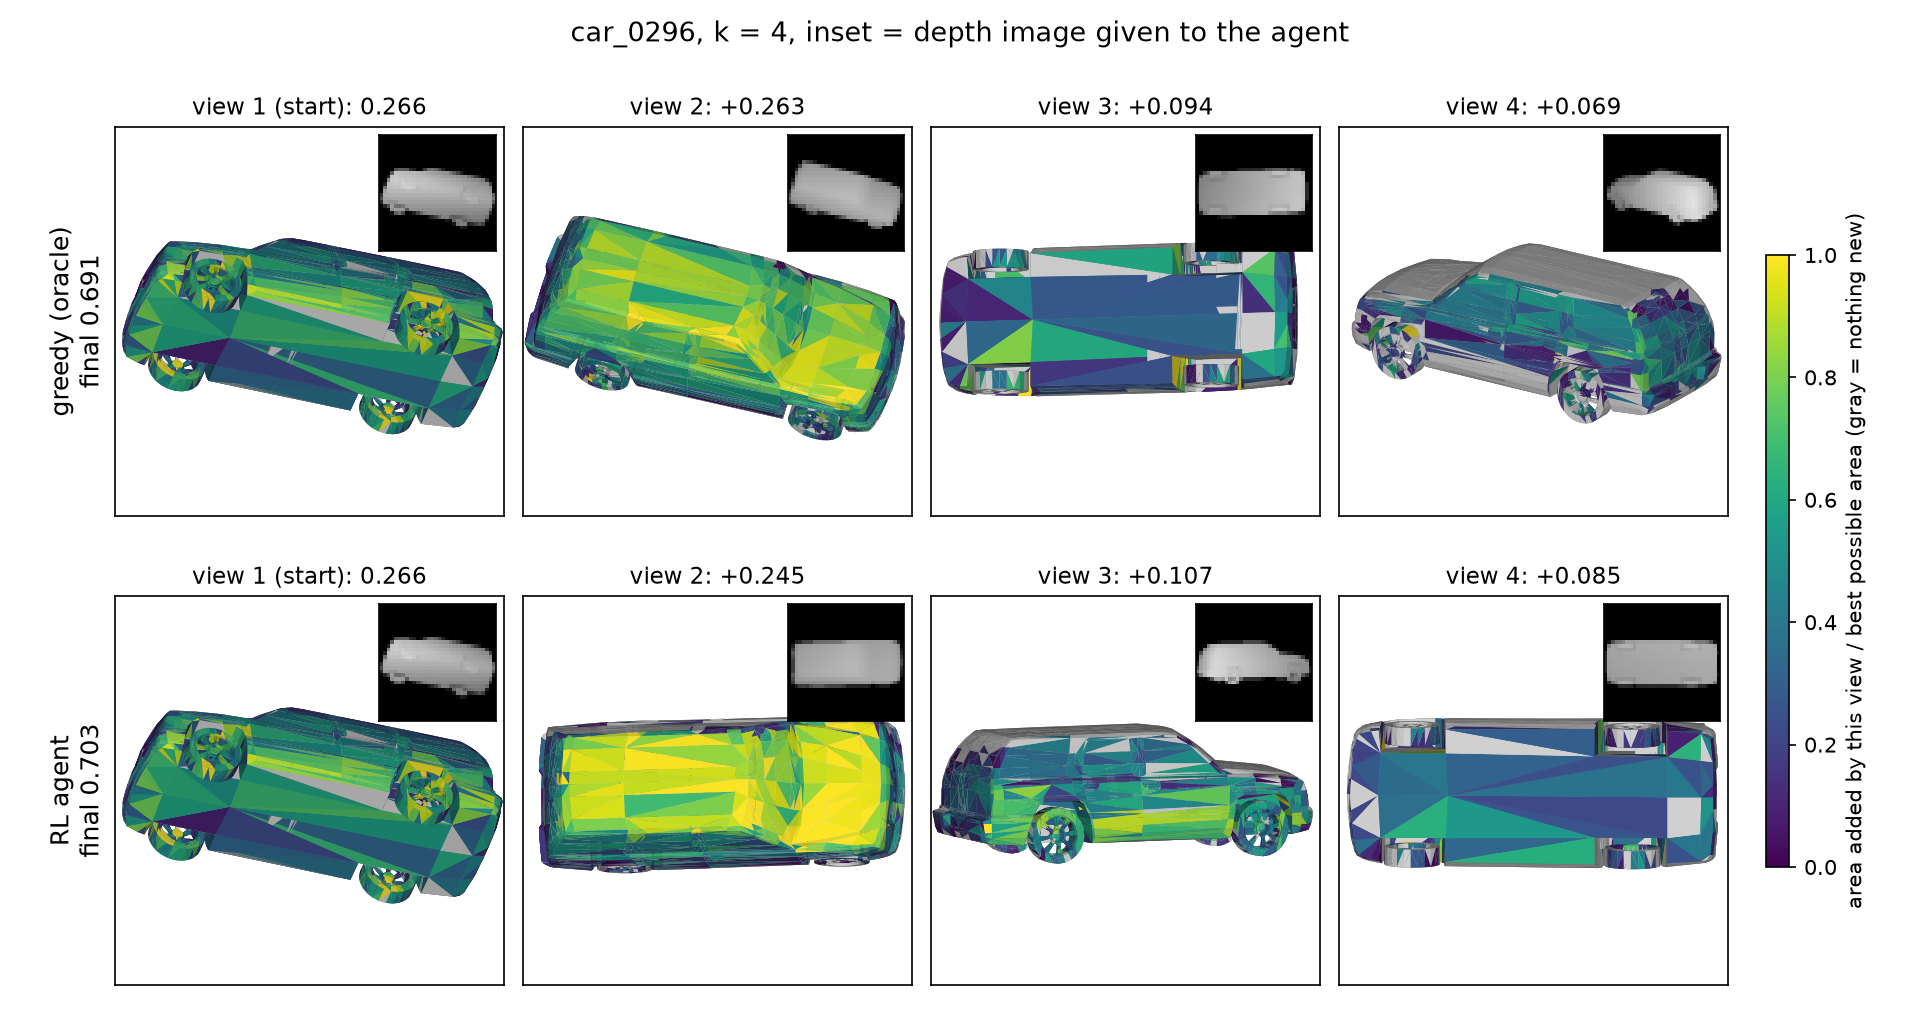 car_0296, k = 4, inset = depth image given to the agent
greedy (oracle)
final 0.691
view 1 (start): 0.266
view 2: +0.263
view 3: +0.094
view 4: +0.069
RL agent
final 0.703
view 1 (start): 0.266
view 2: +0.245
view 3: +0.107
view 4: +0.085
1.0
0.8
0.6
0.4
0.2
0.0
area added by this view / best possible area (gray = nothing new)